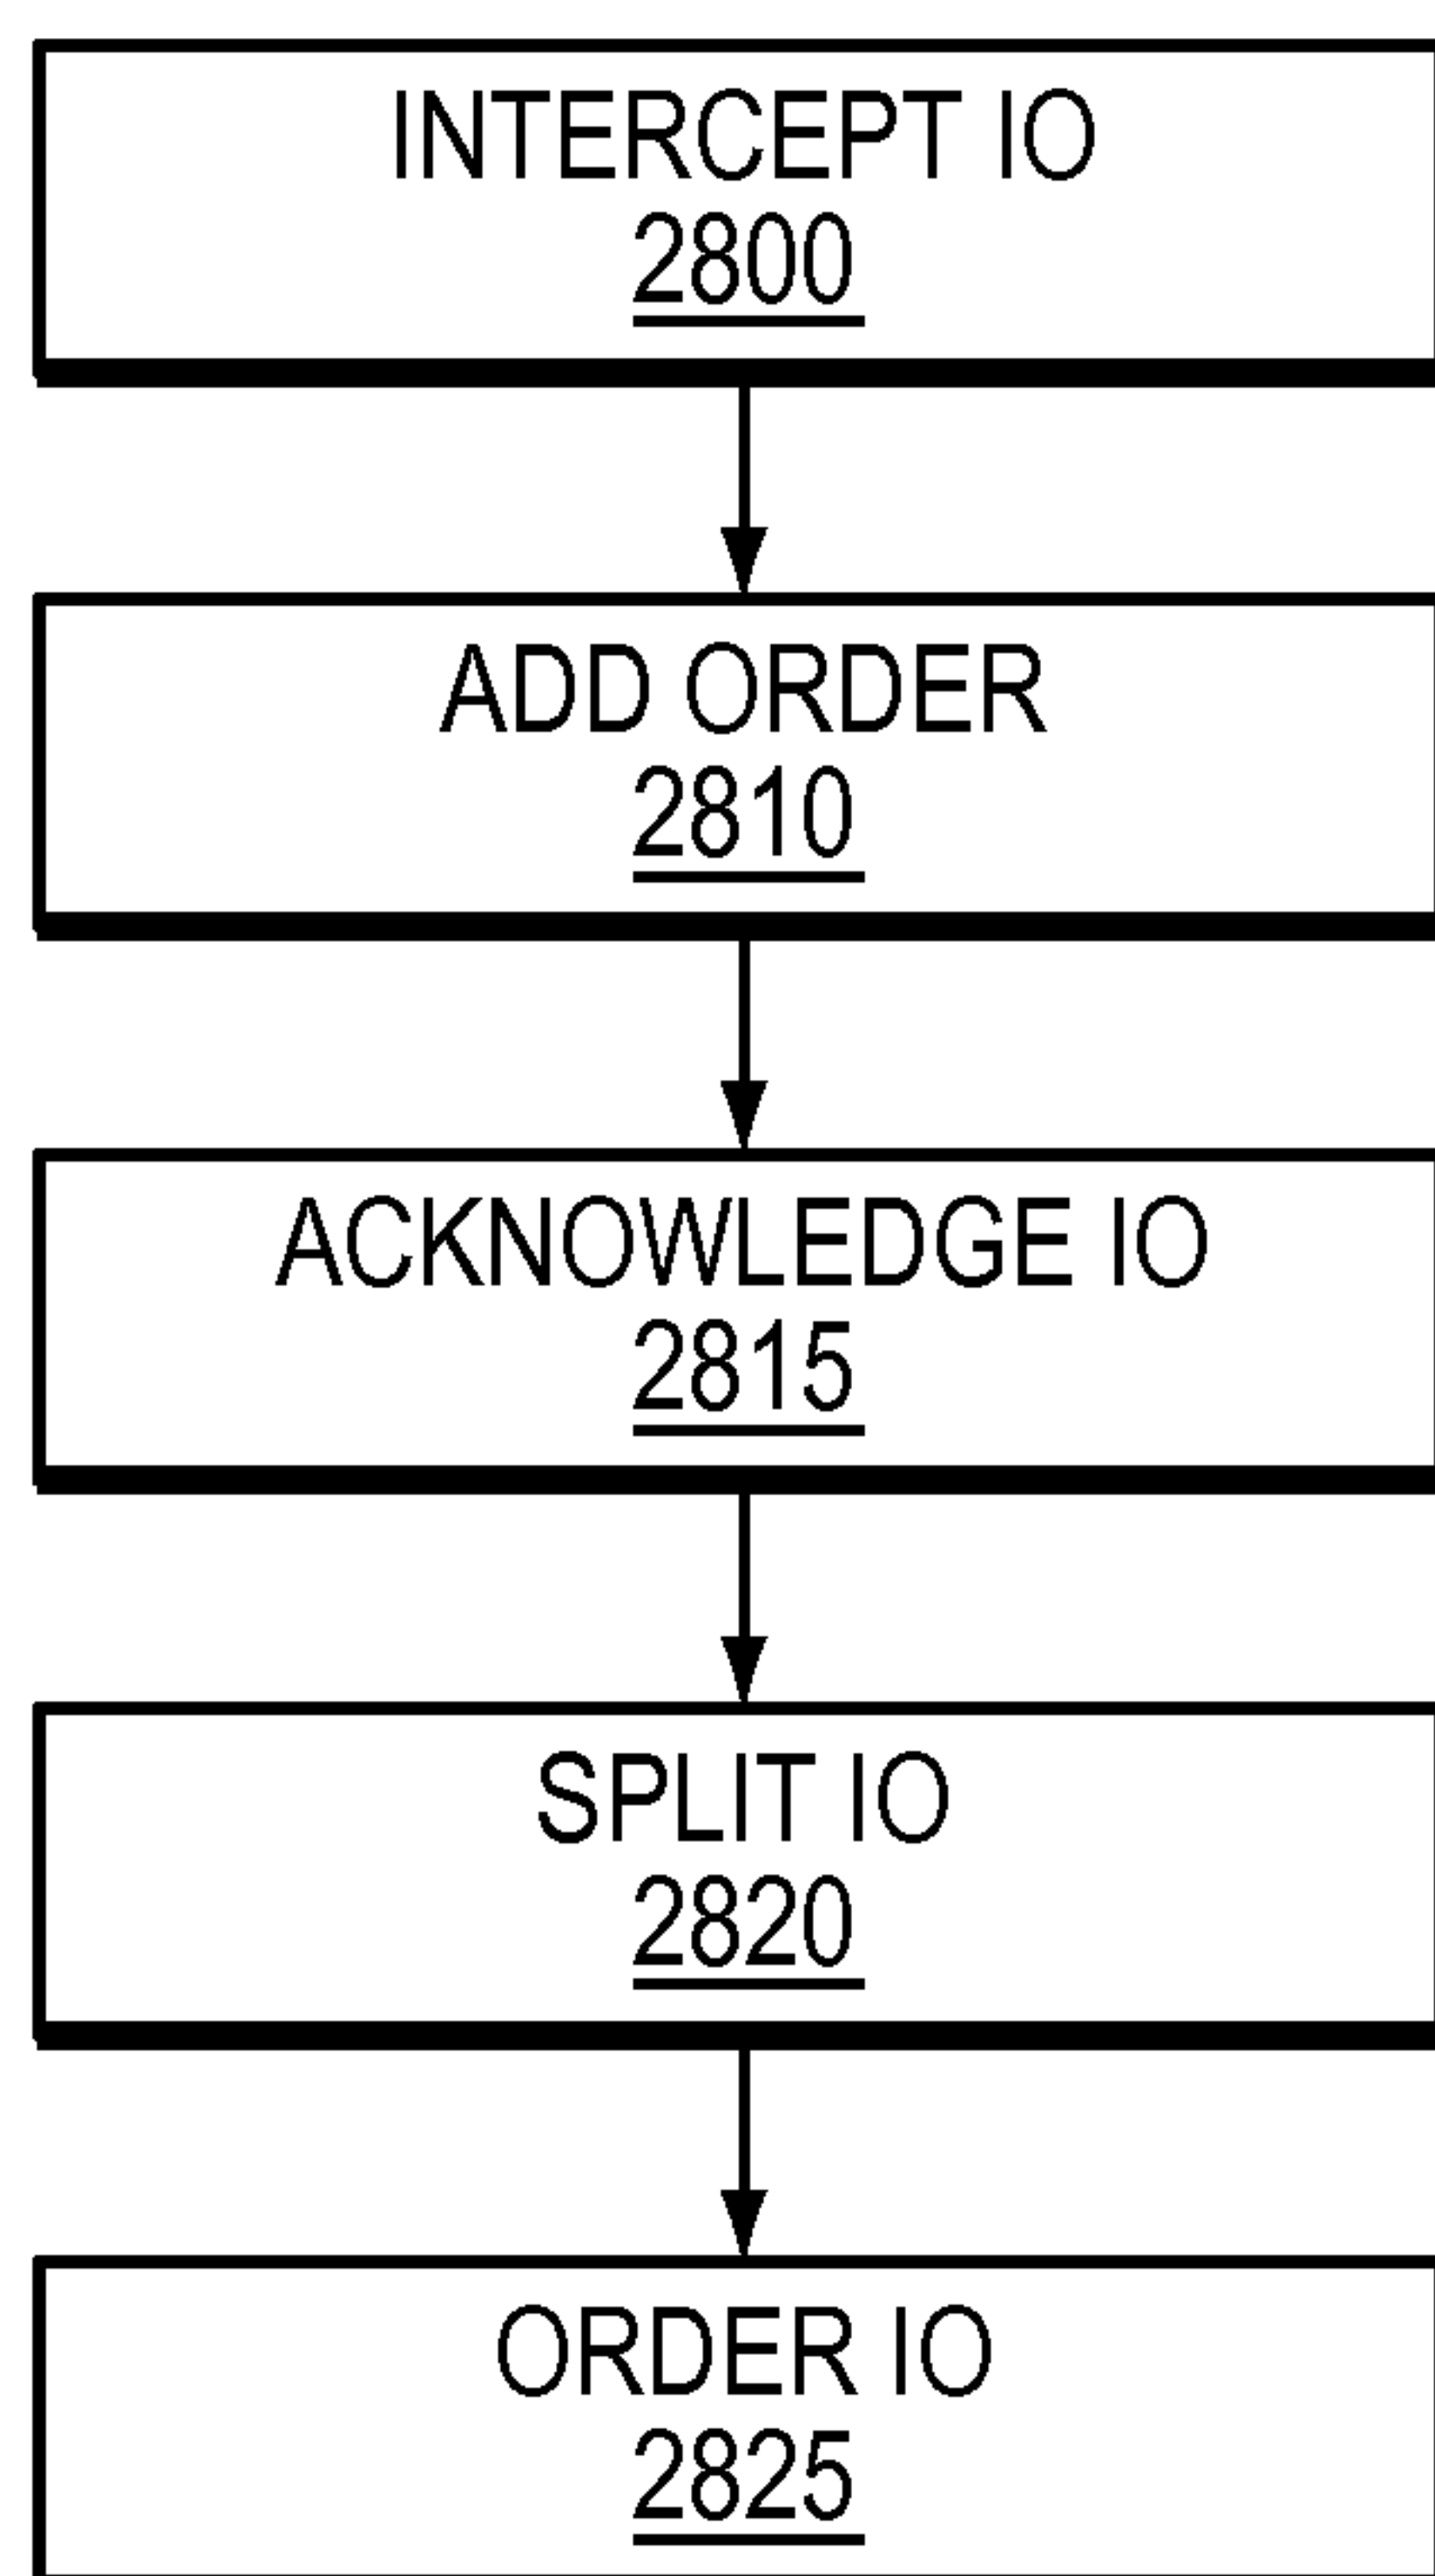 INTERCEPT IO
2800
ADD ORDER
2810
ACKNOWLEDGE IO
2815
SPLIT IO
2820
ORDER IO
2825